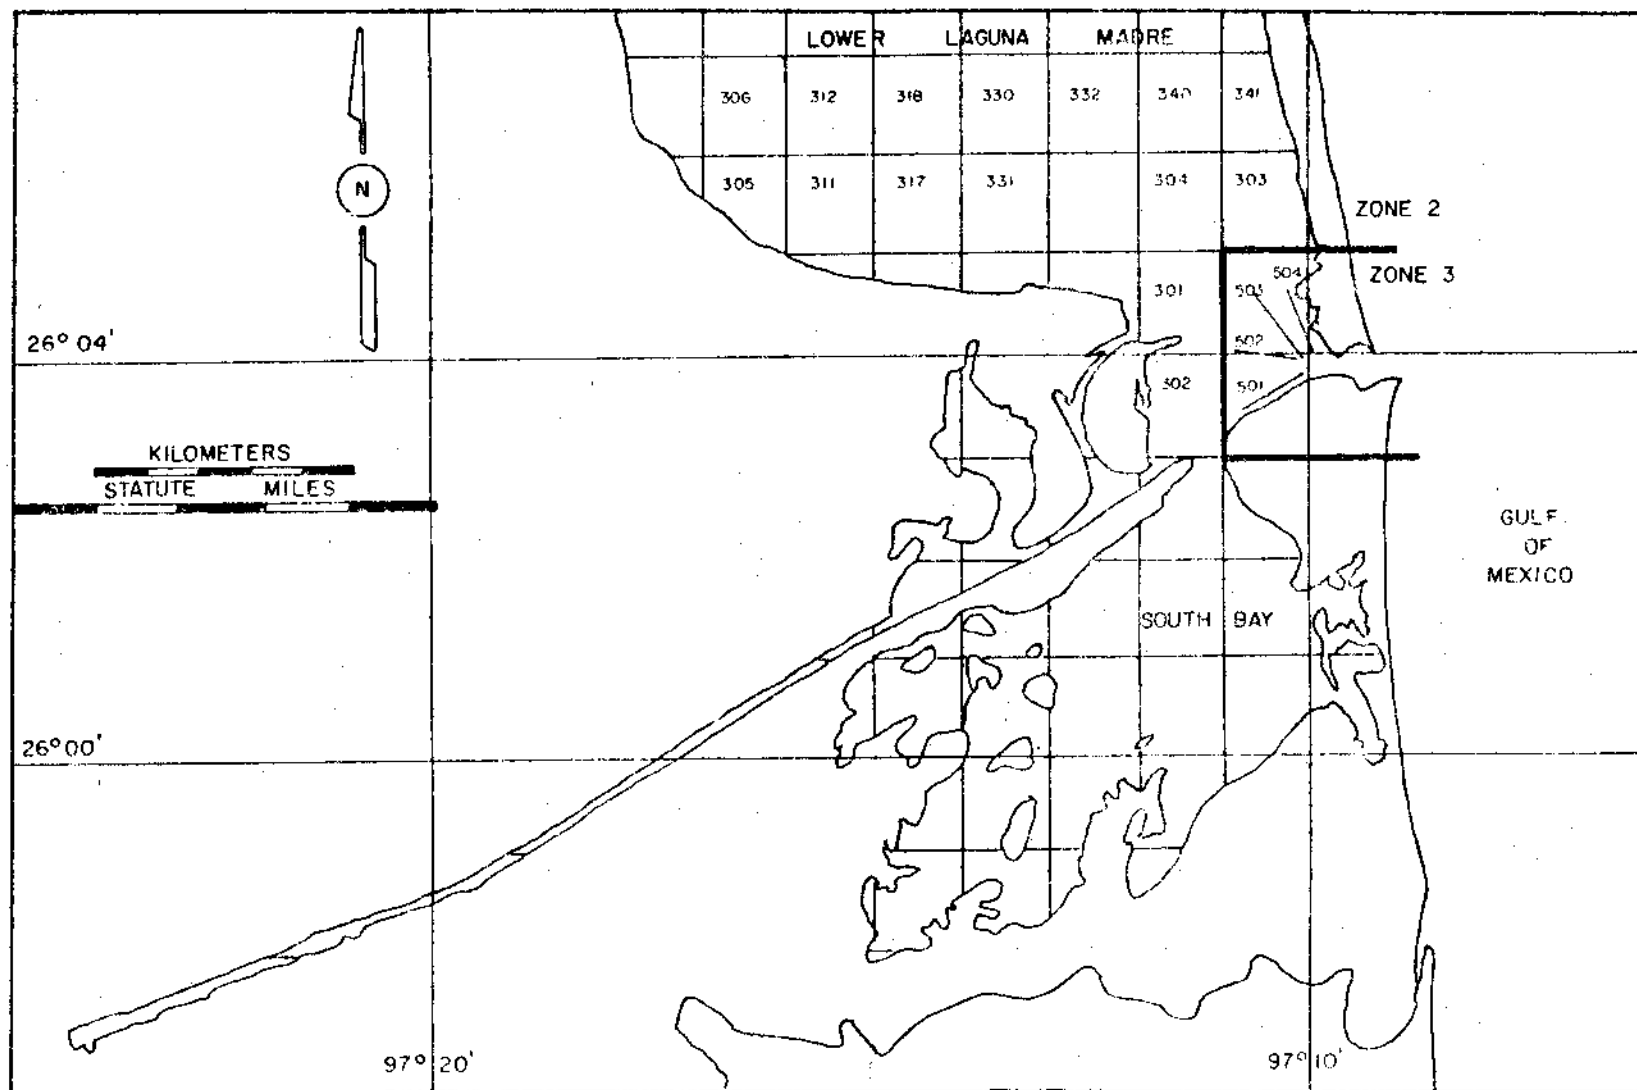 LOWER LAGUNA MADRE
306 312 318 330 332 340 341
N
305 311 317 331 304 303
ZONE 2
ZONE 3
504
301 503
26° 04'
502
302 501
KILOMETERS
STATUTE MILES
GULF
OF
MEXICO
SOUTH BAY
26° 00'
97° 20' 97° 10'